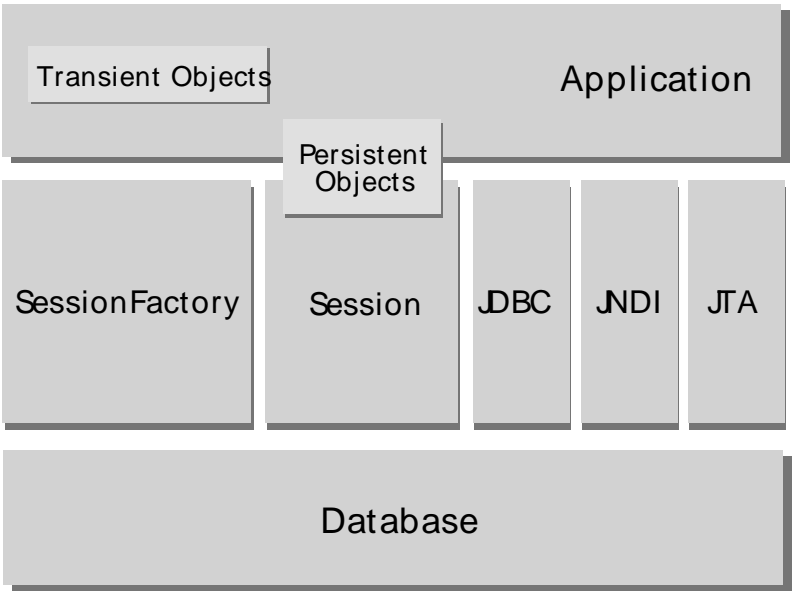 Transient Objects
Application
Persistent
Objects
SessionFactory
Session
JDBC
JNDI
JTA
Database